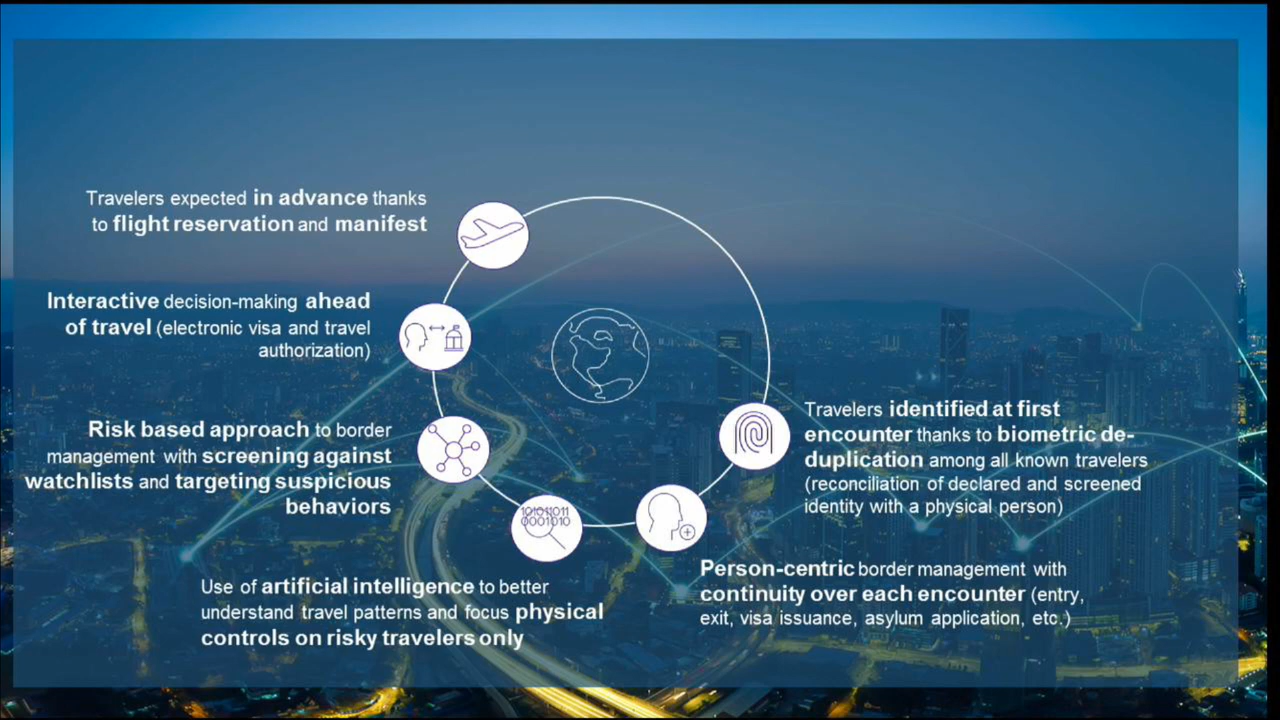 Travelers expected in advance thanks
to flight reservation and manifest
Interactive decision-making ahead
of travel (electronic visa and travel
authorization)
Risk based approach to border
management with screening against
watchlists and targeting suspicious
behaviors
101011011
0001010
Use of artificial intelligence to better
understand travel patterns and focus physical
controls on risky travelers only
Person-centric border management with
continuity over each encounter (entry,
exit, visa issuance, asylum application, etc.)
Travelers identified at first
encounter thanks to biometric de-
duplication among all known travelers
(reconciliation of declared and screened
identity with a physical person)